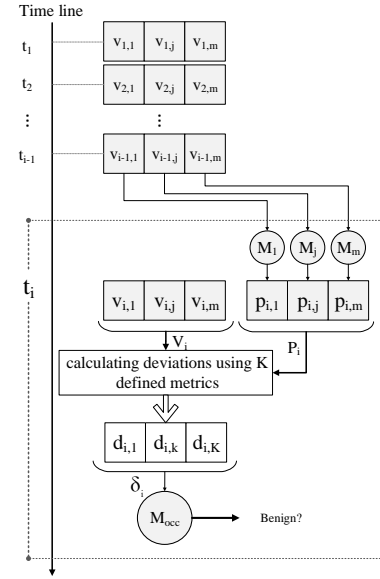 Time line
t1 v1,1 v1,j v1,m
t2 v2,1 v2,j v2,m
⋮ ⋮
ti-1 vi-1,1 vi-1,j vi-1,m
M1 Mj Mm
ti vi,1 vi,j vi,m pi,1 pi,j pi,m
Vi Pi
calculating deviations using K
defined metrics
di,1 di,k di,K
δi
Mocc Benign?